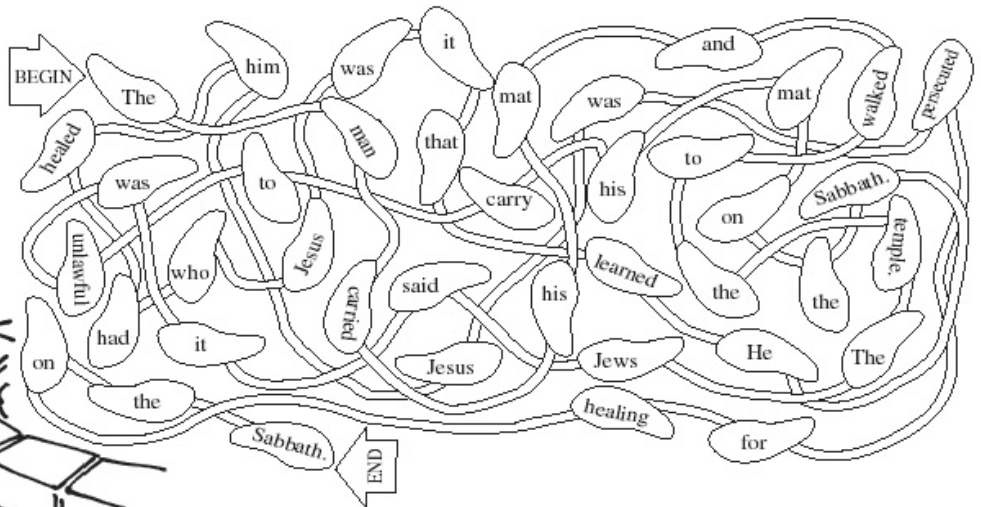 BEGIN
The
him
was
it
mat
was
and
mat
walked
persecuted
healed
was
to
man
that
carry
his
to
on
Sabbath.
unlawful
who
Jesus
carried
said
his
learned
the
the
temple.
on
had
it
Jesus
Jews
He
The
the
Sabbath.
END
healing
for